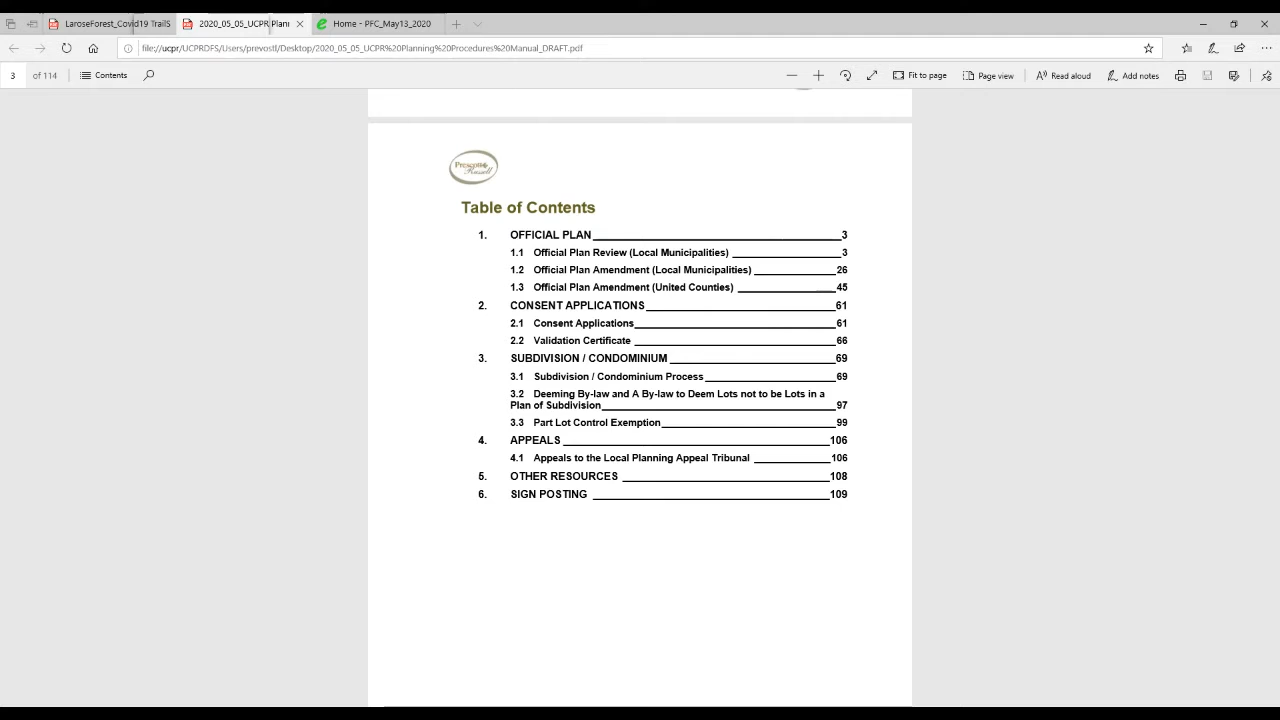 LaroseForest_Covid19 TrailS
2020_05_05_UCPR Planni
Home - PFC_May13_2020
file://ucpr/UCPRDFS/Users/prevostl/Desktop/2020_05_05_UCPR%20Planning%20Procedures%20Manual_DRAFT.pdf
3 of 114 Contents Fit to page Page view Read aloud Add notes
Prescott
Russell
Table of Contents
1. OFFICIAL PLAN 3
1.1 Official Plan Review (Local Municipalities) 3
1.2 Official Plan Amendment (Local Municipalities) 26
1.3 Official Plan Amendment (United Counties) 45
2. CONSENT APPLICATIONS 61
2.1 Consent Applications 61
2.2 Validation Certificate 66
3. SUBDIVISION / CONDOMINIUM 69
3.1 Subdivision / Condominium Process 69
3.2 Deeming By-law and A By-law to Deem Lots not to be Lots in a
Plan of Subdivision 97
3.3 Part Lot Control Exemption 99
4. APPEALS 106
4.1 Appeals to the Local Planning Appeal Tribunal 106
5. OTHER RESOURCES 108
6. SIGN POSTING 109